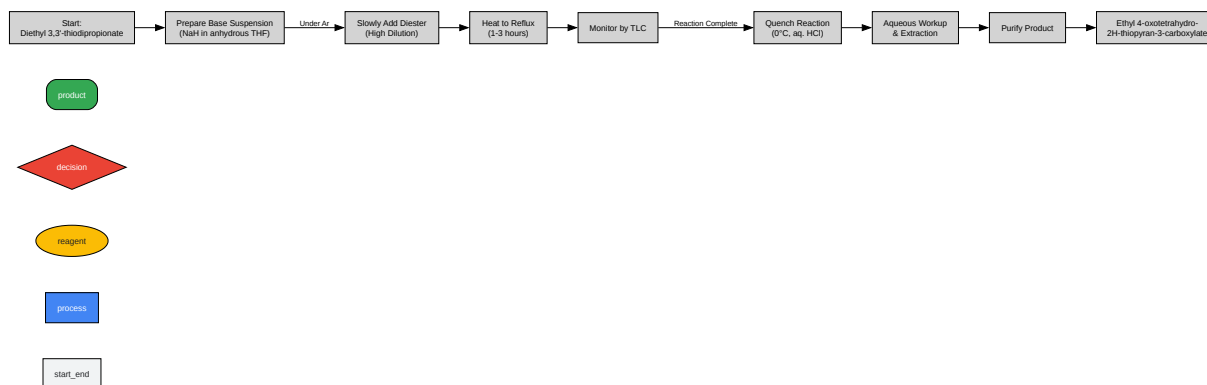 Start:
Diethyl 3,3'-thiodipropionate
Prepare Base Suspension
(NaH in anhydrous THF)
Under Ar
Slowly Add Diester
(High Dilution)
Heat to Reflux
(1-3 hours)
Monitor by TLC
Reaction Complete
Quench Reaction
(0°C, aq. HCl)
Aqueous Workup
& Extraction
Purify Product
Ethyl 4-oxotetrahydro-
2H-thiopyran-3-carboxylate
product
decision
reagent
process
start_end